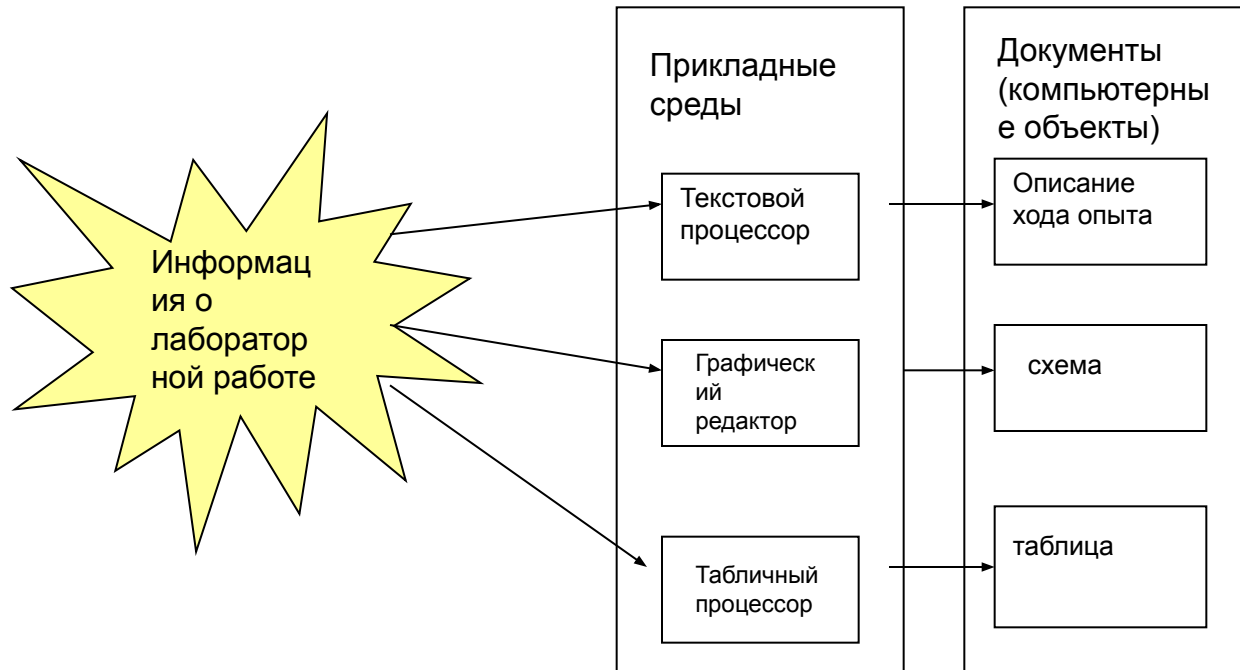 Информац
ия о
лаборатор
ной работе
Прикладные
среды
Текстовой
процессор
Графическ
ий
редактор
Табличный
процессор
Документы
(компьютерны
е объекты)
Описание
хода опыта
схема
таблица